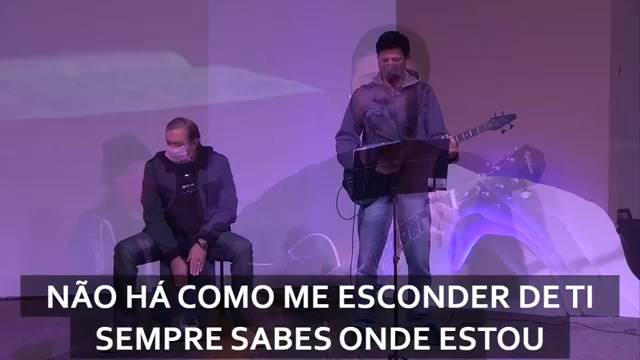 NÃO HÁ COMO ME ESCONDER DE TI
SEMPRE SABES ONDE ESTOU